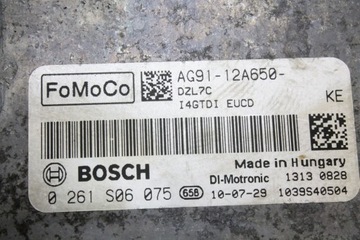 FoMoCo
AG91-12A650-
DZL7C
I4GTDI EUCD
KE
BOSCH
Made in Hungary
DI-Motronic 1313 0828
0 261 S06 075 65B 10-07-29 1039S40504